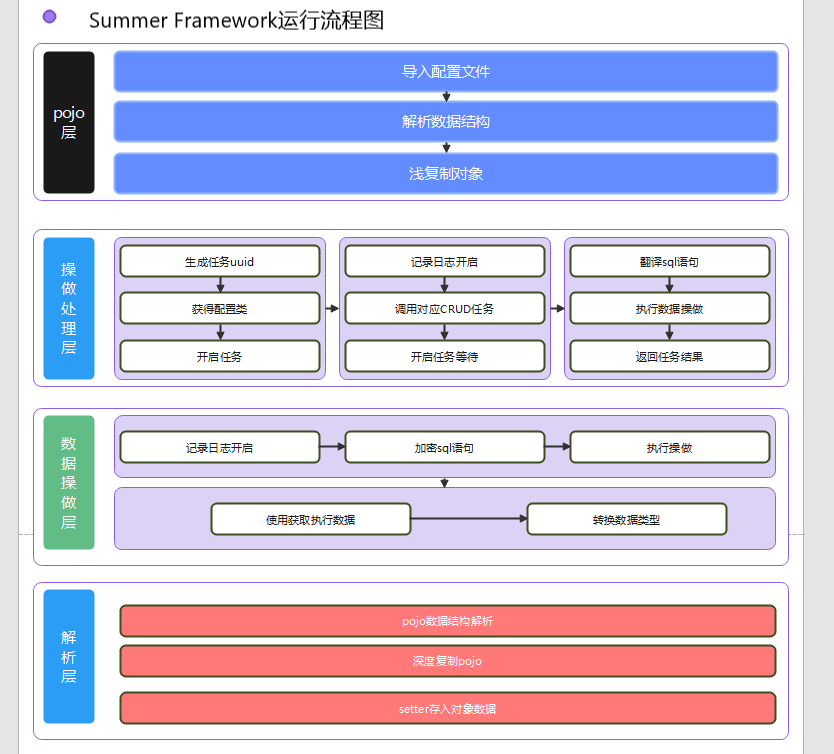 Summer Framework运行流程图
pojo
层
导入配置文件
解析数据结构
浅复制对象
操
做
处
理
层
生成任务uuid
获得配置类
开启任务
记录日志开启
调用对应CRUD任务
开启任务等待
翻译sql语句
执行数据操做
返回任务结果
数
据
操
做
层
记录日志开启
加密sql语句
执行操做
使用获取执行数据
转换数据类型
解
析
层
pojo数据结构解析
深度复制pojo
setter存入对象数据